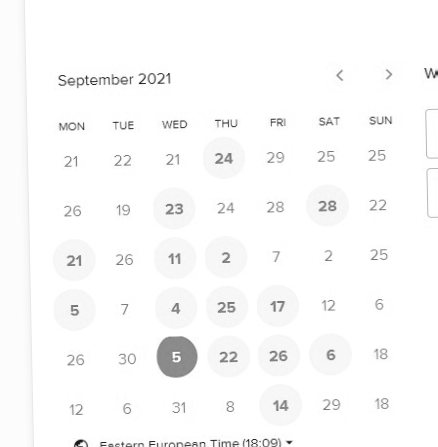 September 2021
MON TUE WED THU FRI SAT SUN
21 22 21 24 29 25 25
26 19 23 24 28 28 22
21 26 11 2 7 2 25
5 7 4 25 17 12 6
26 30 5 22 26 6 18
12 6 31 8 14 29 18
Eastern European Time (18:09)